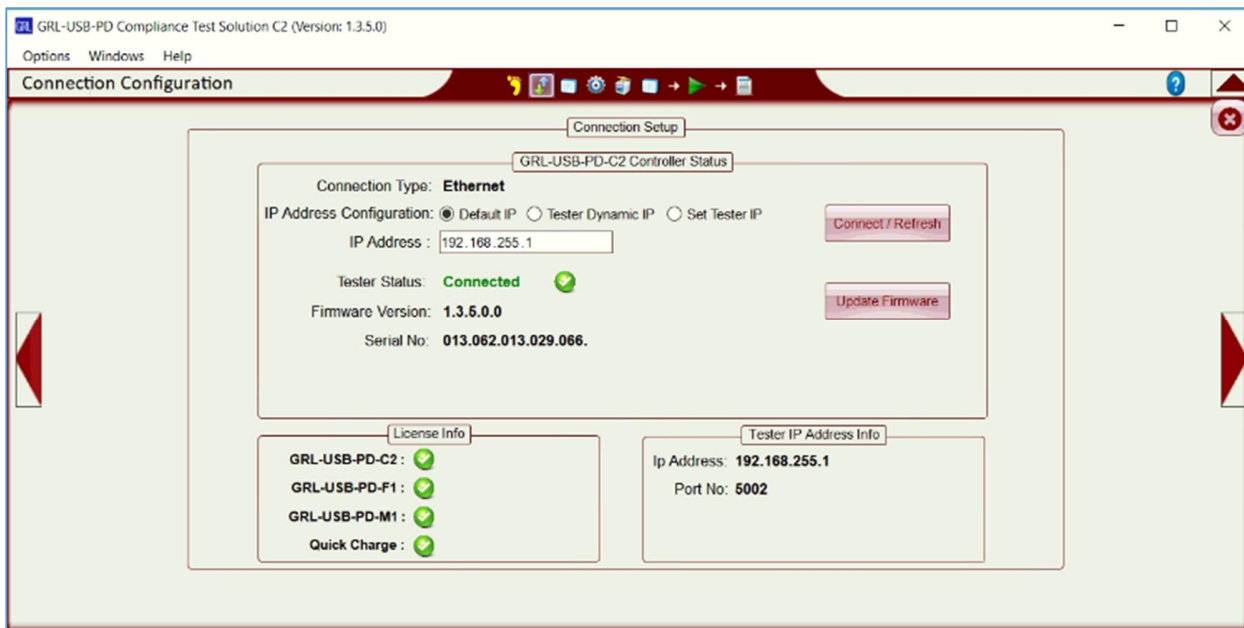 GRL GRL-USB-PD Compliance Test Solution C2 (Version: 1.3.5.0)
Options Windows Help
Connection Configuration
?
Connection Setup
GRL-USB-PD-C2 Controller Status
Connection Type: Ethernet
IP Address Configuration: Default IP Tester Dynamic IP Set Tester IP
Connect / Refresh
IP Address : 192.168.255.1
Tester Status: Connected
Update Firmware
Firmware Version: 1.3.5.0.0
Serial No: 013.062.013.029.066.
License Info
GRL-USB-PD-C2 :
GRL-USB-PD-F1 :
GRL-USB-PD-M1 :
Quick Charge :
Tester IP Address Info
Ip Address: 192.168.255.1
Port No: 5002